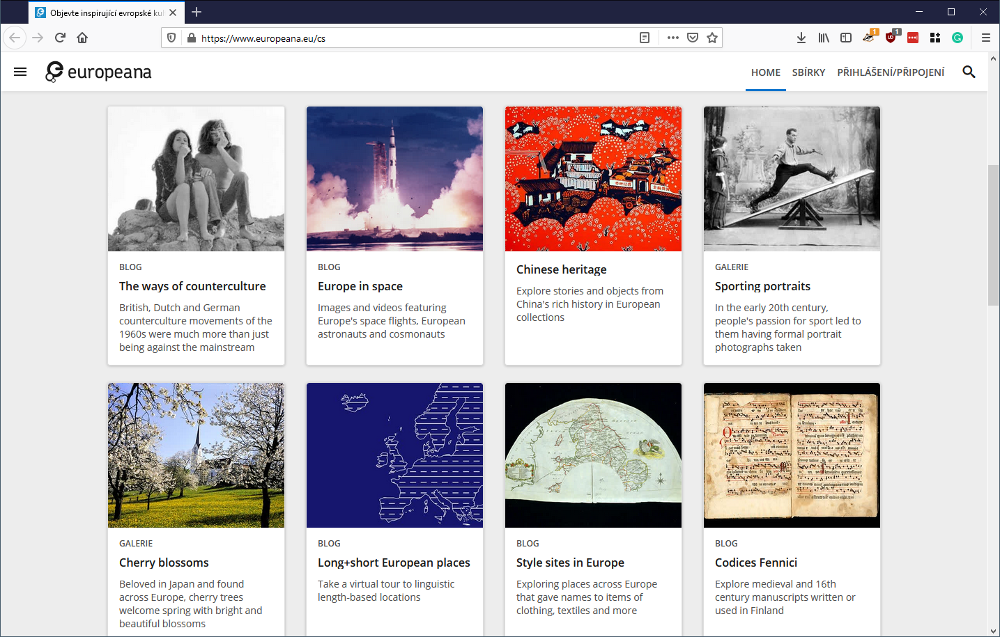 Objevte inspirující evropské kul
https://www.europeana.eu/cs
1
1
europeana
HOME
SBÍRKY
PŘIHLÁŠENÍ/PŘIPOJENÍ
BLOG
The ways of counterculture
British, Dutch and German
counterculture movements of the
1960s were much more than just
being against the mainstream
BLOG
Europe in space
Images and videos featuring
Europe's space flights, European
astronauts and cosmonauts
Chinese heritage
Explore stories and objects from
China's rich history in European
collections
GALERIE
Sporting portraits
In the early 20th century,
people's passion for sport led to
them having formal portrait
photographs taken
GALERIE
Cherry blossoms
Beloved in Japan and found
across Europe, cherry trees
welcome spring with bright and
beautiful blossoms
BLOG
Long+short European places
Take a virtual tour to linguistic
length-based locations
BLOG
Style sites in Europe
Exploring places across Europe
that gave names to items of
clothing, textiles and more
BLOG
Codices Fennici
Explore medieval and 16th
century manuscripts written or
used in Finland